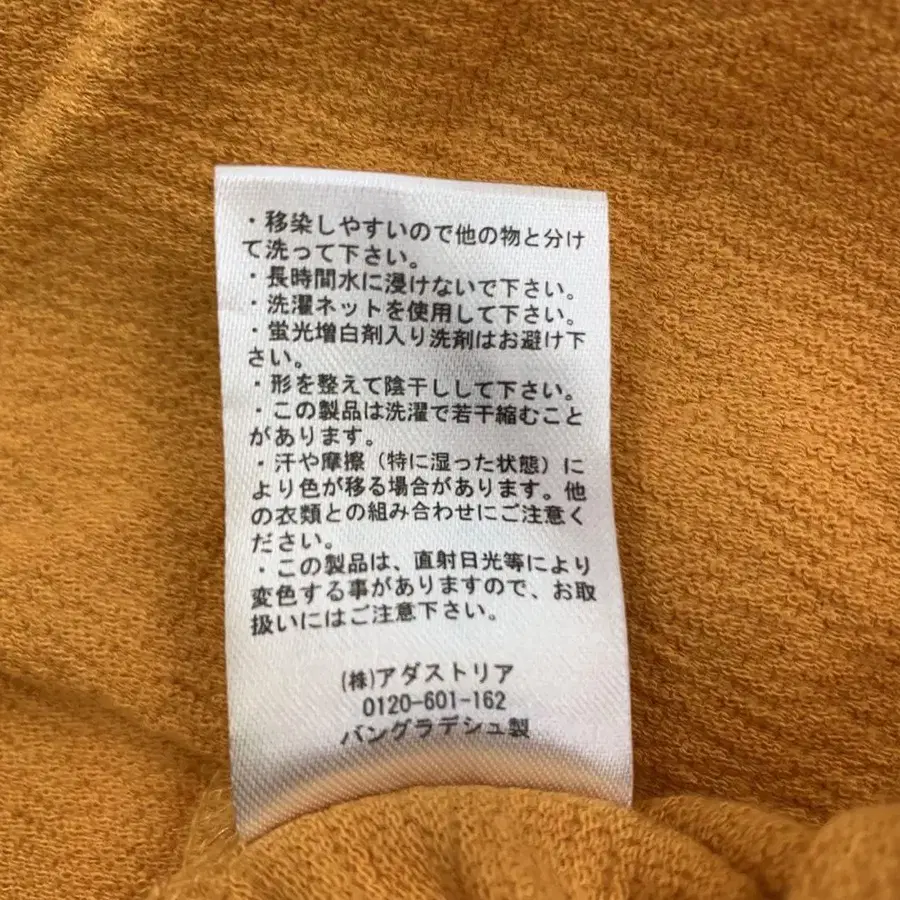 ・移染しやすいので他の物と分け
て洗って下さい。
・長時間水に浸けないで下さい。
・洗濯ネットを使用して下さい。
・蛍光増白剤入り洗剤はお避け下
さい。
・形を整えて陰干しして下さい。
・この製品は洗濯で若干縮むこと
があります。
・汗や摩擦（特に湿った状態）に
より色が移る場合があります。他
の衣類との組み合わせにご注意く
ださい。
・この製品は、直射日光等により
変色する事がありますので、お取
扱いにはご注意下さい。
(株)アダストリア
0120-601-162
バングラデシュ製